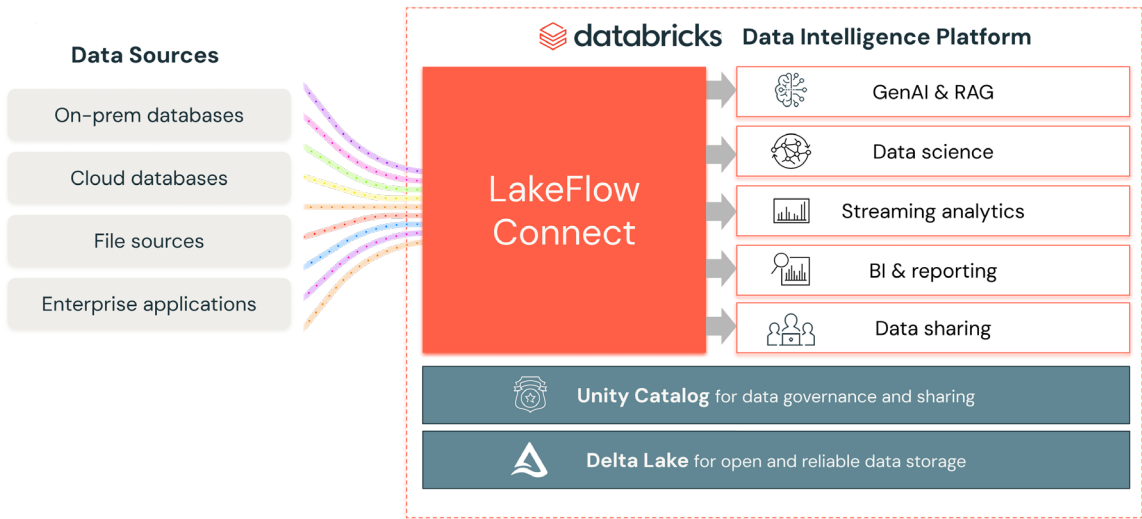 Data Sources
On-prem databases
Cloud databases
File sources
Enterprise applications
databricks Data Intelligence Platform
LakeFlow
Connect
GenAI & RAG
Data science
Streaming analytics
BI & reporting
Data sharing
Unity Catalog for data governance and sharing
Delta Lake for open and reliable data storage